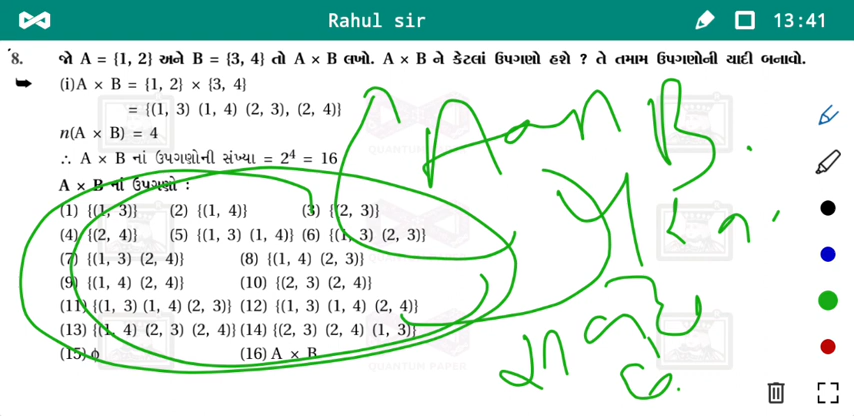 Rahul sir 13:41
8. જો A = {1, 2} અને B = {3, 4} તો A × B લખો. A × B ને કેટલાં ઉપગણો હશે ? તે તમામ ઉપગણોની યાદી બનાવો.
(i)A × B = {1, 2} × {3, 4}
= {(1, 3) (1, 4) (2, 3), (2, 4)}
n(A × B) = 4
∴ A × B નાં ઉપગણોની સંખ્યા = 2⁴ = 16
A × B નાં ઉપગણો :
(1) {(1, 3)} (2) {(1, 4)} (3) {(2, 3)}
(4) {(2, 4)} (5) {(1, 3) (1, 4)} (6) {(1, 3) (2, 3)}
(7) {(1, 3) (2, 4)} (8) {(1, 4) (2, 3)}
(9) {(1, 4) (2, 4)} (10) {(2, 3) (2, 4)}
(11) {(1, 3) (1, 4) (2, 3)} (12) {(1, 3) (1, 4) (2, 4)}
(13) {(1, 4) (2, 3) (2, 4)} (14) {(2, 3) (2, 4) (1, 3)}
(15) ϕ (16) A × B
QUANTUM PAPER